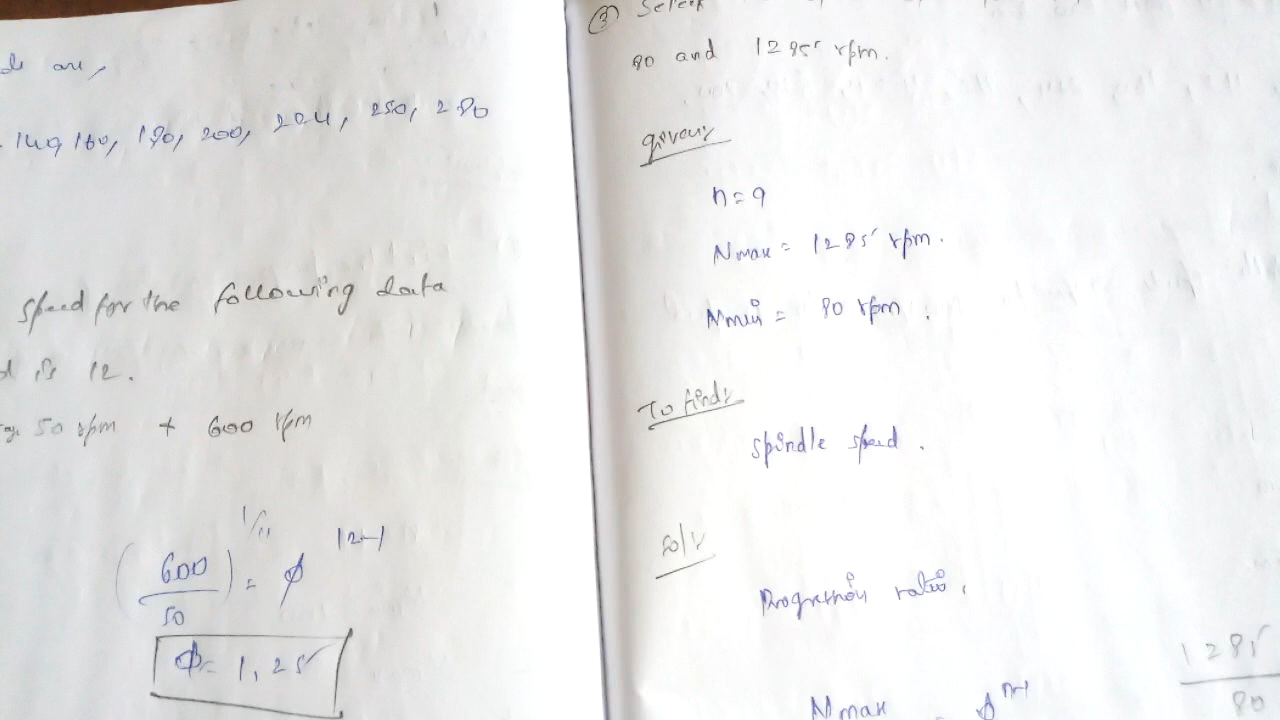 are,
140, 160, 180, 200, 224, 250, 280
speed for the following data
is 12.
50 rpm + 600 rpm
(600/50)^1/11 = φ^12-1
φ = 1.25
③ Select
80 and 1285 rpm.
given:
n=9
Nmax = 1285 rpm.
Nmin = 80 rpm.
To find:
Spindle speed.
soln:
Progression ratio,
Nmax = φ^n-1
1285/80